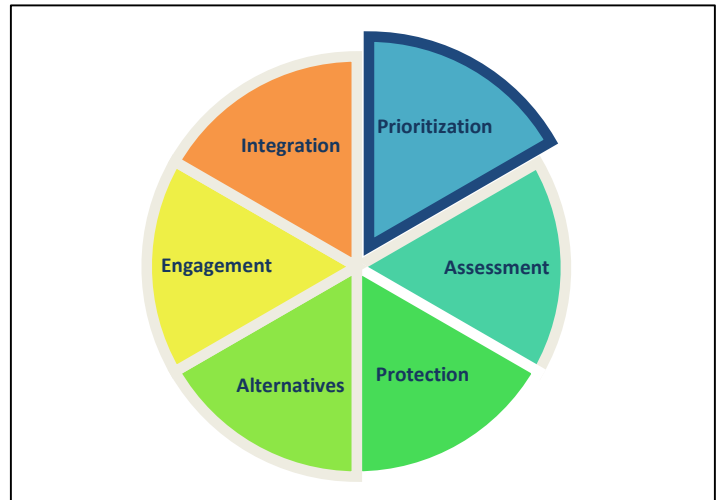 Prioritization
Integration
Assessment
Engagement
Protection
Alternatives